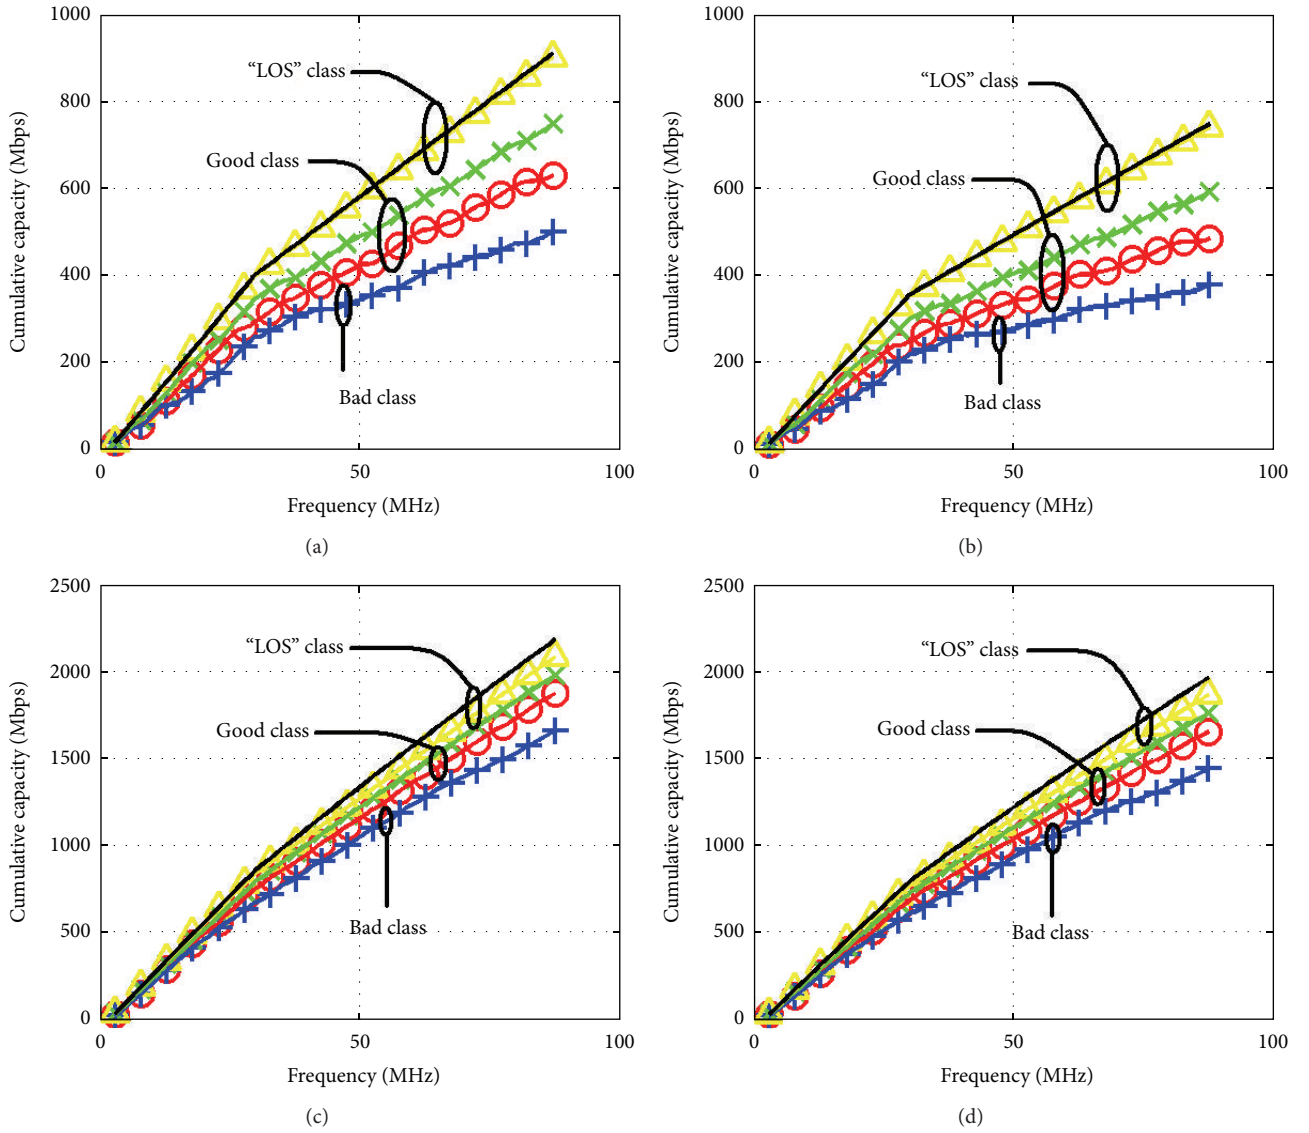 1000
800
600
400
200
0
0
50
100
Cumulative capacity (Mbps)
Frequency (MHz)
“LOS” class
Good class
Bad class
(a)
1000
800
600
400
200
0
0
50
100
Cumulative capacity (Mbps)
Frequency (MHz)
“LOS” class
Good class
Bad class
(b)
2500
2000
1500
1000
500
0
0
50
100
Cumulative capacity (Mbps)
Frequency (MHz)
“LOS” class
Good class
Bad class
(c)
2500
2000
1500
1000
500
0
0
50
100
Cumulative capacity (Mbps)
Frequency (MHz)
“LOS” class
Good class
Bad class
(d)